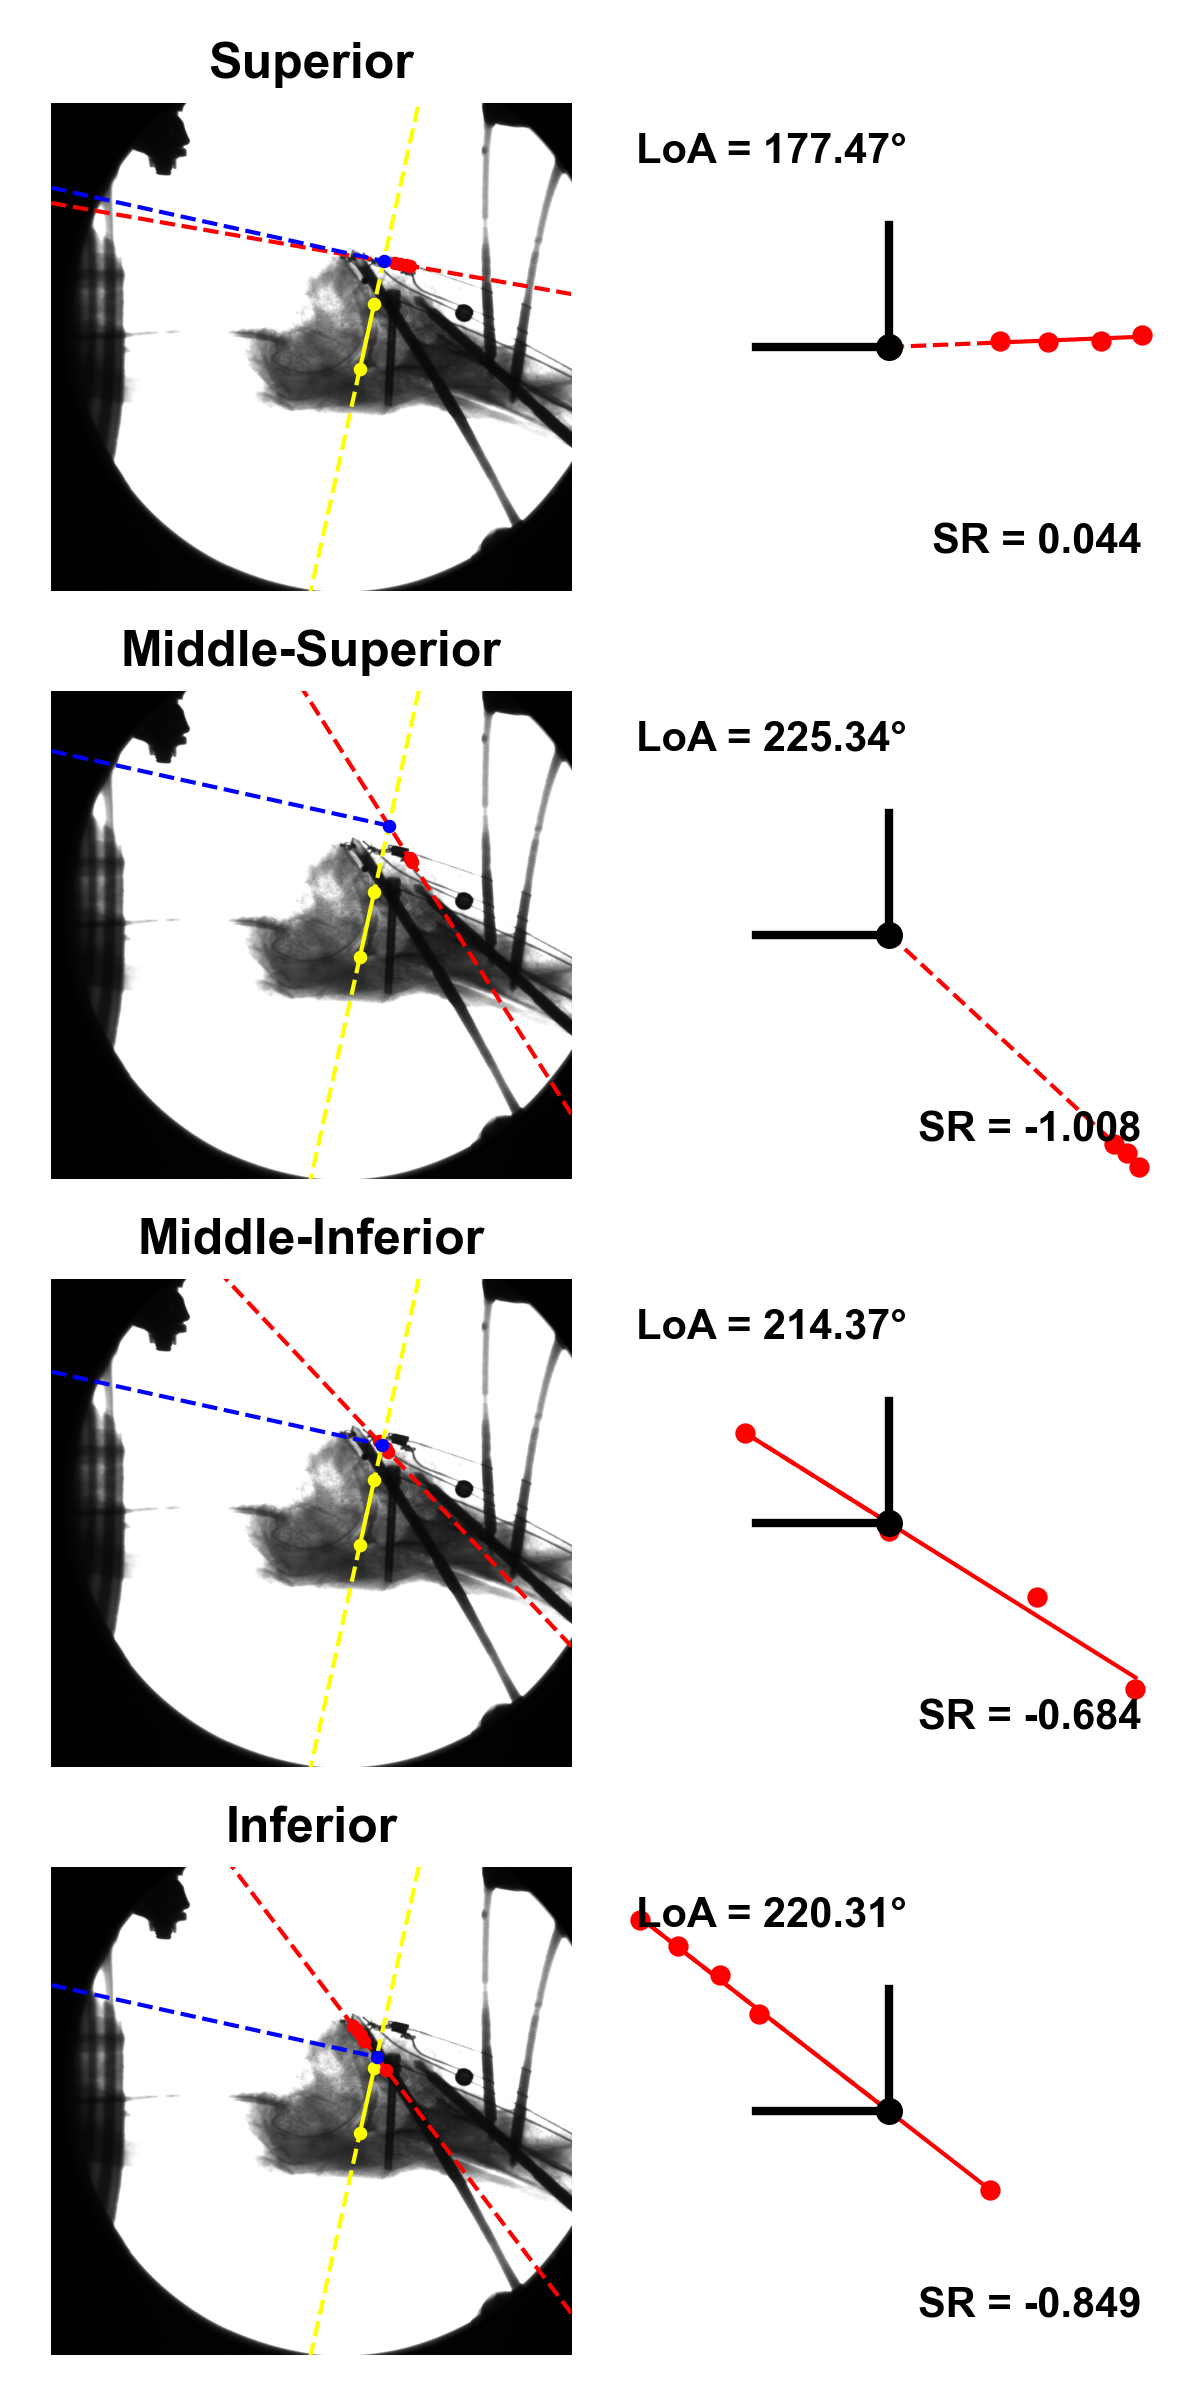 Superior
LoA = 177.47°
SR = 0.044
Middle-Superior
LoA = 225.34°
SR = -1.008
Middle-Inferior
LoA = 214.37°
SR = -0.684
Inferior
LoA = 220.31°
SR = -0.849